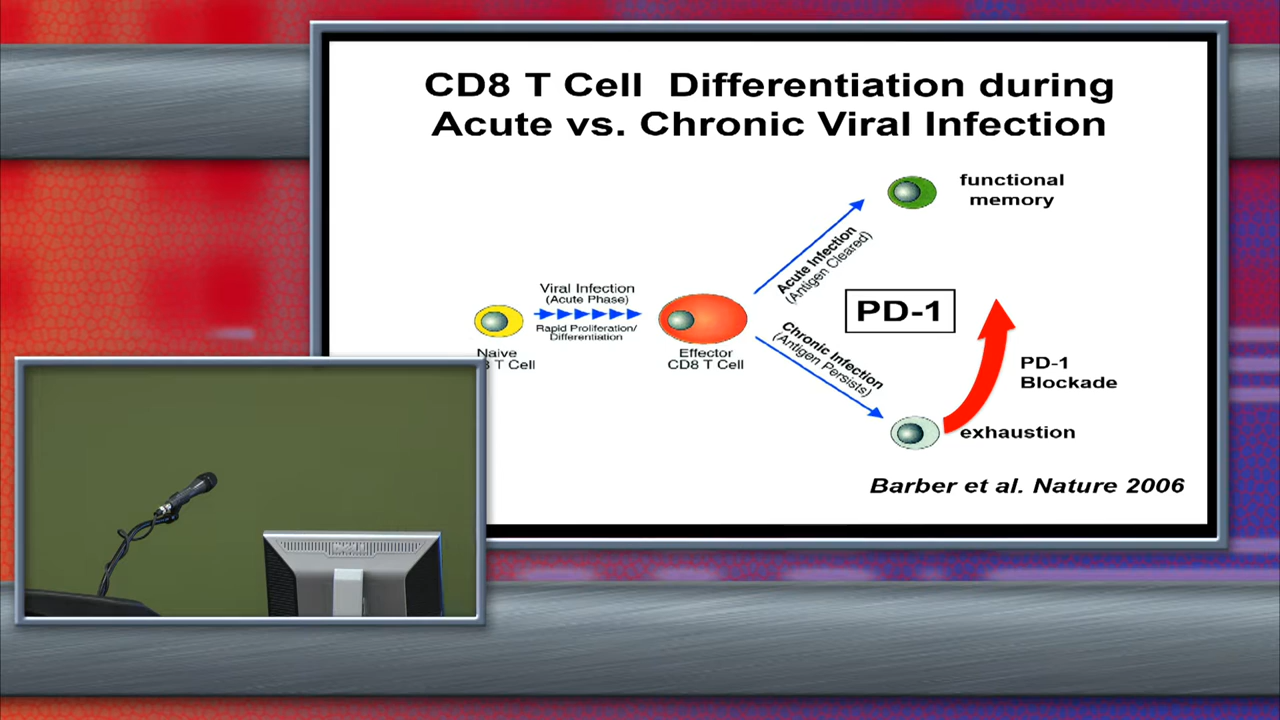 CD8 T Cell Differentiation during
Acute vs. Chronic Viral Infection
functional
memory
Acute Infection
(Antigen Cleared)
Viral Infection
(Acute Phase)
Rapid Proliferation/
Differentiation
PD-1
Naive
T Cell
Effector
CD8 T Cell
Chronic Infection
(Antigen Persists)
PD-1
Blockade
exhaustion
Barber et al. Nature 2006